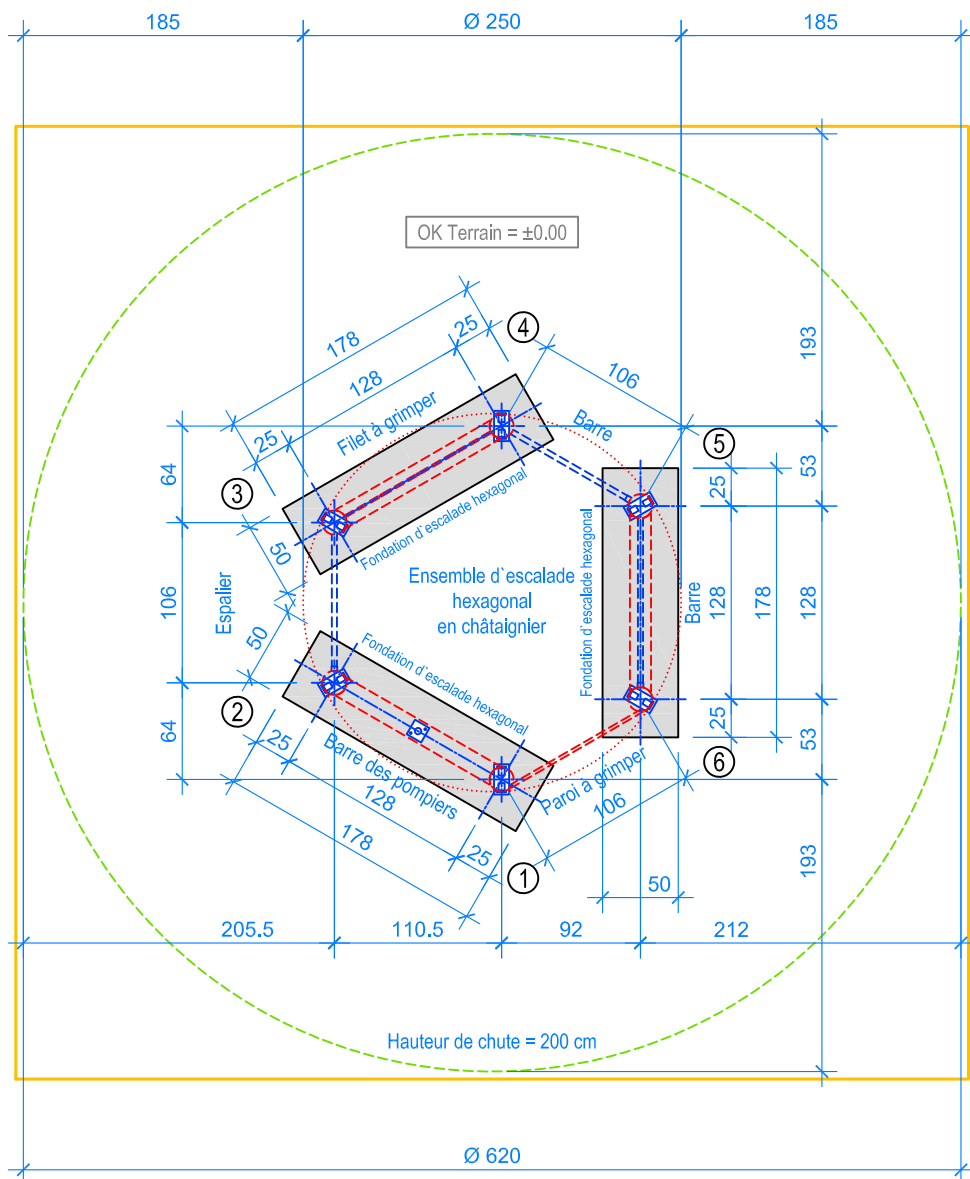 185
Ø 250
185
OK Terrain = ±0.00
193
178
25
4
128
106
Filet à grimper
Barre
25
5
53
64
25
3
Fondation d`escalade hexagonal
50
Ensemble d`escalade
hexagonal
en châtaignier
Fondation d`escalade hexagonal
Barre
128
178
128
106
Espalier
50
Fondation d`escalade hexagonal
2
25
53
64
25
Barre des pompiers
Paroi à grimper
6
128
106
178
25
1
50
193
205.5
110.5
92
212
Hauteur de chute = 200 cm
Ø 620